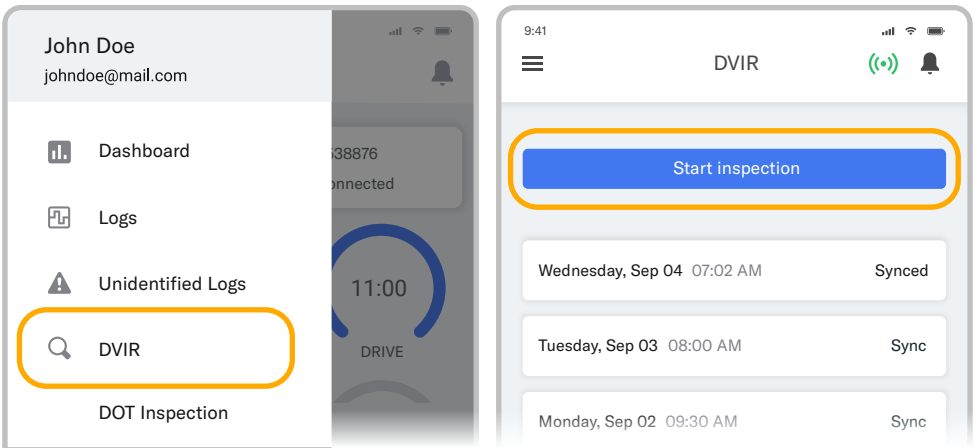 John Doe
johndoe@mail.com
Dashboard
Logs
Unidentified Logs
DVIR
DOT Inspection
11:00
DRIVE
9:41
DVIR
Start inspection
Wednesday, Sep 04 07:02 AM Synced
Tuesday, Sep 03 08:00 AM Sync
Monday, Sep 02 09:30 AM Sync